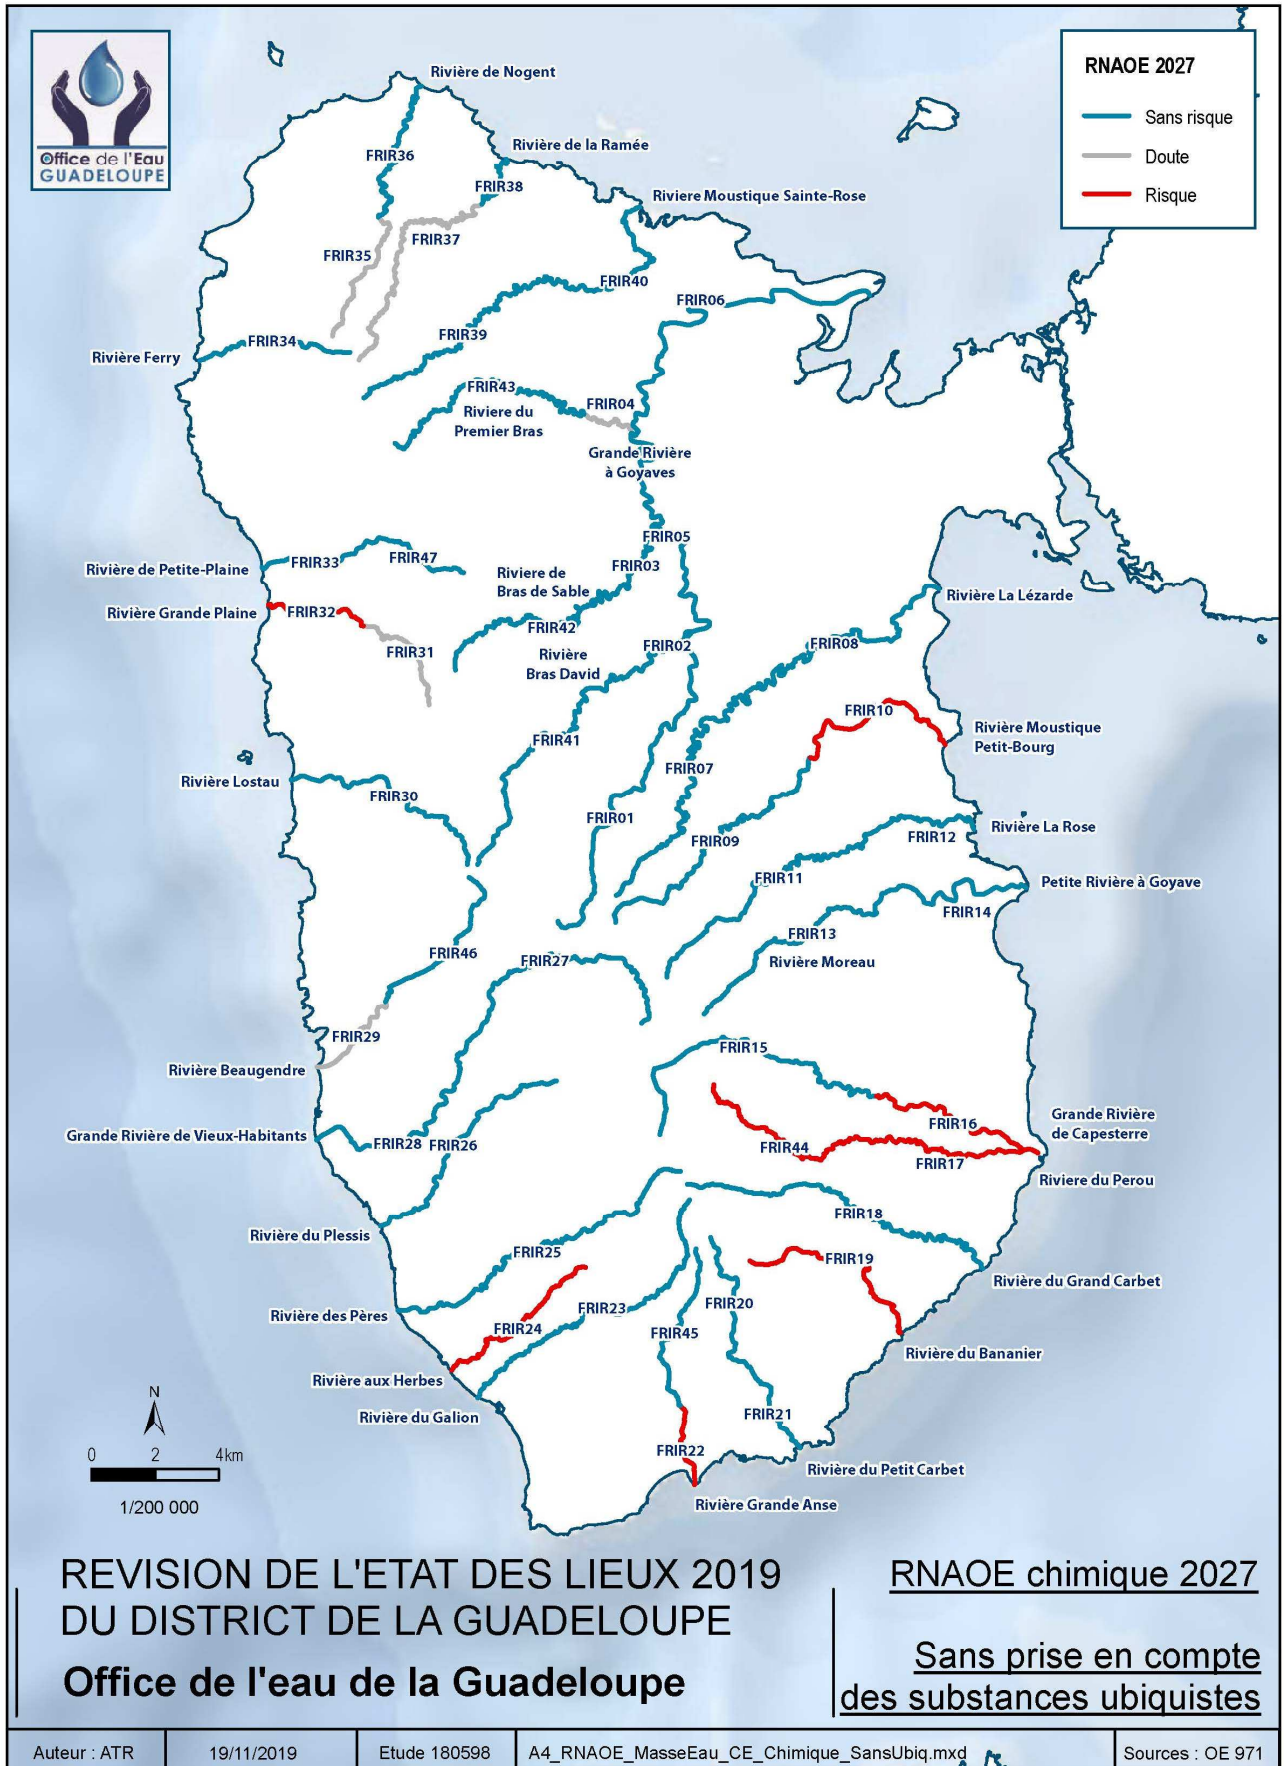 Office de l'Eau
GUADELOUPE
RNAOE 2027
Sans risque
Doute
Risque
Rivière de Nogent
Rivière de la Ramée
FRIR36
FRIR38
Riviere Moustique Sainte-Rose
FRIR37
FRIR35
FRIR40
FRIR06
FRIR39
FRIR34
Rivière Ferry
FRIR43
FRIR04
Riviere du
Premier Bras
Grande Rivière
à Goyaves
FRIR05
FRIR33
FRIR47
FRIR03
Rivière de Petite-Plaine
Riviere de
Bras de Sable
Rivière La Lézarde
Rivière Grande Plaine
FRIR32
FRIR42
FRIR31
FRIR02
FRIR08
Rivière
Bras David
FRIR10
Rivière Moustique
Petit-Bourg
FRIR41
FRIR07
Rivière Lostau
FRIR30
FRIR01
FRIR09
FRIR12
Rivière La Rose
FRIR11
Petite Rivière à Goyave
FRIR14
FRIR13
Rivière Moreau
FRIR46
FRIR27
FRIR29
FRIR15
Rivière Beaugendre
Grande Rivière
de Capesterre
FRIR16
Grande Rivière de Vieux-Habitants
FRIR28
FRIR26
FRIR44
FRIR17
Riviere du Perou
FRIR18
Rivière du Plessis
FRIR25
FRIR19
Rivière du Grand Carbet
Rivière des Pères
FRIR23
FRIR20
FRIR24
FRIR45
Rivière du Bananier
Rivière aux Herbes
Rivière du Galion
FRIR21
FRIR22
Rivière du Petit Carbet
Rivière Grande Anse
N
0 2 4km
1/200 000
REVISION DE L'ETAT DES LIEUX 2019
DU DISTRICT DE LA GUADELOUPE
Office de l'eau de la Guadeloupe
RNAOE chimique 2027
Sans prise en compte
des substances ubiquistes
Auteur : ATR 19/11/2019 Etude 180598 A4_RNAOE_MasseEau_CE_Chimique_SansUbiq.mxd Sources : OE 971